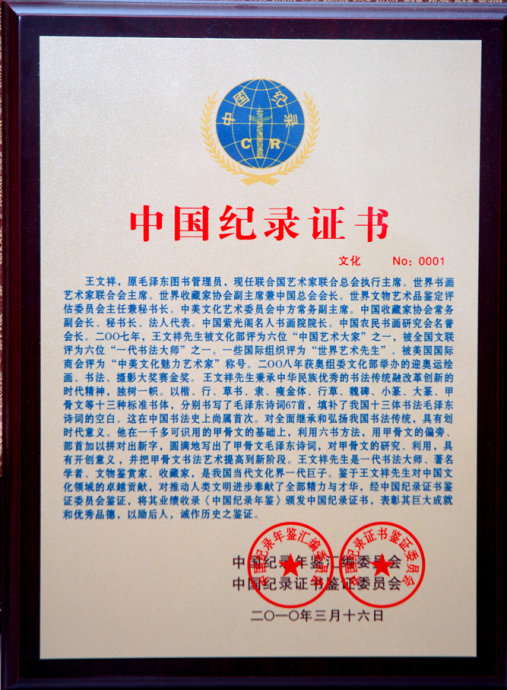 中国纪录
CR
中国纪录证书
文化 No: 0001
王文祥，原毛泽东图书管理员，现任联合国艺术家联合总会执行主席。世界书画
艺术家联合会主席。世界收藏家协会副主席兼中国总会会长。世界文物艺术品鉴定评
估委员会主任兼秘书长。中美文化艺术委员会中方常务副主席。中国收藏家协会常务
副会长、秘书长、法人代表。中国紫光阁名人书画院院长。中国农民书画研究会名誉
会长。二〇〇七年，王文祥先生被文化部评为六位“中国艺术大家”之一，被全国文联
评为六位“一代书法大师”之一。一些国际组织评为“世界艺术先生”。被美国国际
商会评为“中美文化魅力艺术家”称号。二〇〇八年获奥组委文化部举办的迎奥运绘
画、书法、摄影大奖赛金奖。王文祥先生秉承中华民族优秀的书法传统融改革创新的
时代精神，独树一帜。以楷、行、草书、隶、瘦金体、行草、魏碑、小篆、大篆、甲
骨文等十三种标准书体，分别书写了毛泽东诗词67首，填补了我国十三体书法毛泽东
诗词的空白。这在中国书法史上尚属首次。对全面继承和弘扬我国书法传统，具有划
时代意义。他在一千多可识用的甲骨文的基础上，利用六书方法，用甲骨文的偏旁、
部首加以拼对出新字，圆满地写出了甲骨文毛泽东诗词，对甲骨文的研究、利用，具
有开创意义，并把甲骨文书法艺术提高到新阶段。王文祥先生是一代书法大师、著名
学者、文物鉴赏家、收藏家，是我国当代文化界一代巨子。鉴于王文祥先生对中国文
化领域的卓越贡献，对推动人类文明进步奉献了全部精力与才华，经中国纪录证书鉴
证委员会鉴证，将其业绩收录《中国纪录年鉴》颁发中国纪录证书，表彰其巨大成就
和优秀品德，以励后人，诚作历史之鉴证。
中国纪录年鉴汇编委员会
中国纪录证书鉴证委员会
二〇一〇年三月十六日
中国纪录年鉴汇编委员会
中国纪录证书鉴证委员会